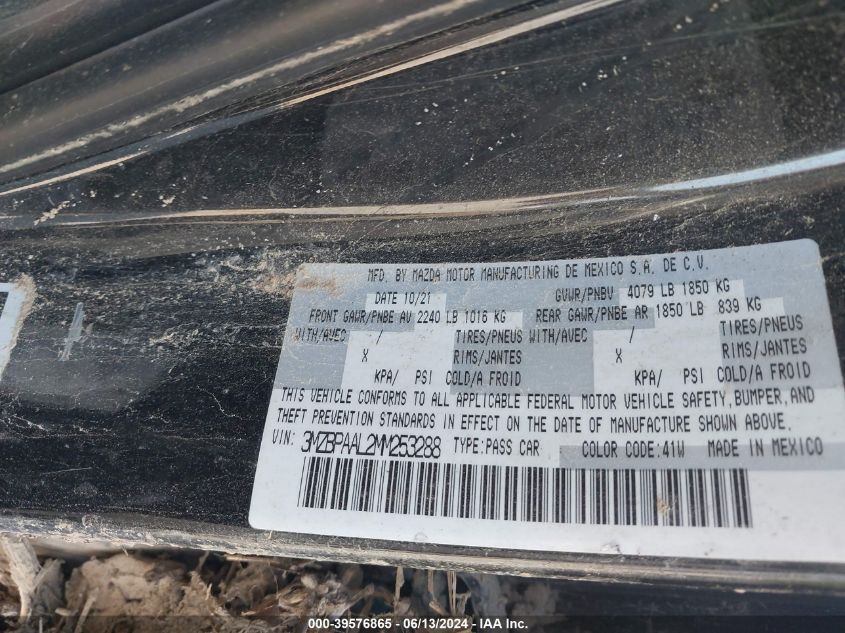 MFD. BY MAZDA MOTOR MANUFACTURING DE MEXICO S.A. DE C.V.
DATE 10/21 GVWR/PNBV 4079 LB 1850 KG
FRONT GAWR/PNBE AV 2240 LB 1016 KG REAR GAWR/PNBE AR 1850 LB 839 KG
WITH/AVEC / TIRES/PNEUS WITH/AVEC / TIRES/PNEUS
X RIMS/JANTES X RIMS/JANTES
KPA/ PSI COLD/A FROID KPA/ PSI COLD/A FROID
THIS VEHICLE CONFORMS TO ALL APPLICABLE FEDERAL MOTOR VEHICLE SAFETY, BUMPER, AND
THEFT PREVENTION STANDARDS IN EFFECT ON THE DATE OF MANUFACTURE SHOWN ABOVE.
VIN: 3MZBPAAL2MM253288 TYPE: PASS CAR COLOR CODE: 41W MADE IN MEXICO
*** 000-39576865 *** 06/13/2024 *** IAA Inc. ***